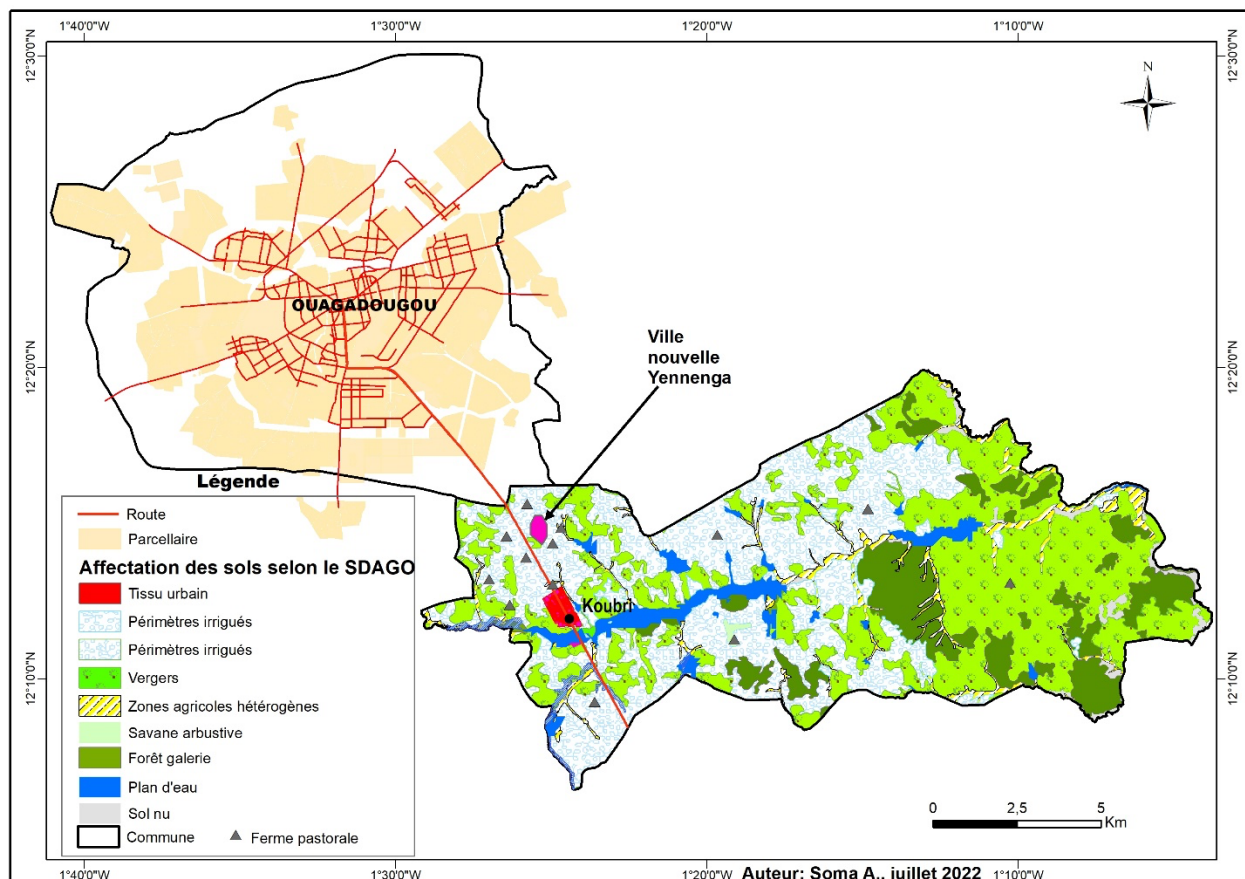 1°40'0"W
1°30'0"W
1°20'0"W
1°10'0"W
12°30'0"N
12°30'0"N
N
OUAGADOUGOU
Ville
nouvelle
Yennenga
12°20'0"N
12°20'0"N
Légende
Route
Parcellaire
Affectation des sols selon le SDAGO
Tissu urbain
Périmètres irrigués
Périmètres irrigués
Vergers
Zones agricoles hétérogènes
Savane arbustive
Forêt galerie
Plan d'eau
Sol nu
Commune
Ferme pastorale
Koubri
12°10'0"N
12°10'0"N
0 2,5 5
Km
Auteur: Soma A., juillet 2022
1°40'0"W
1°30'0"W
1°20'0"W
1°10'0"W